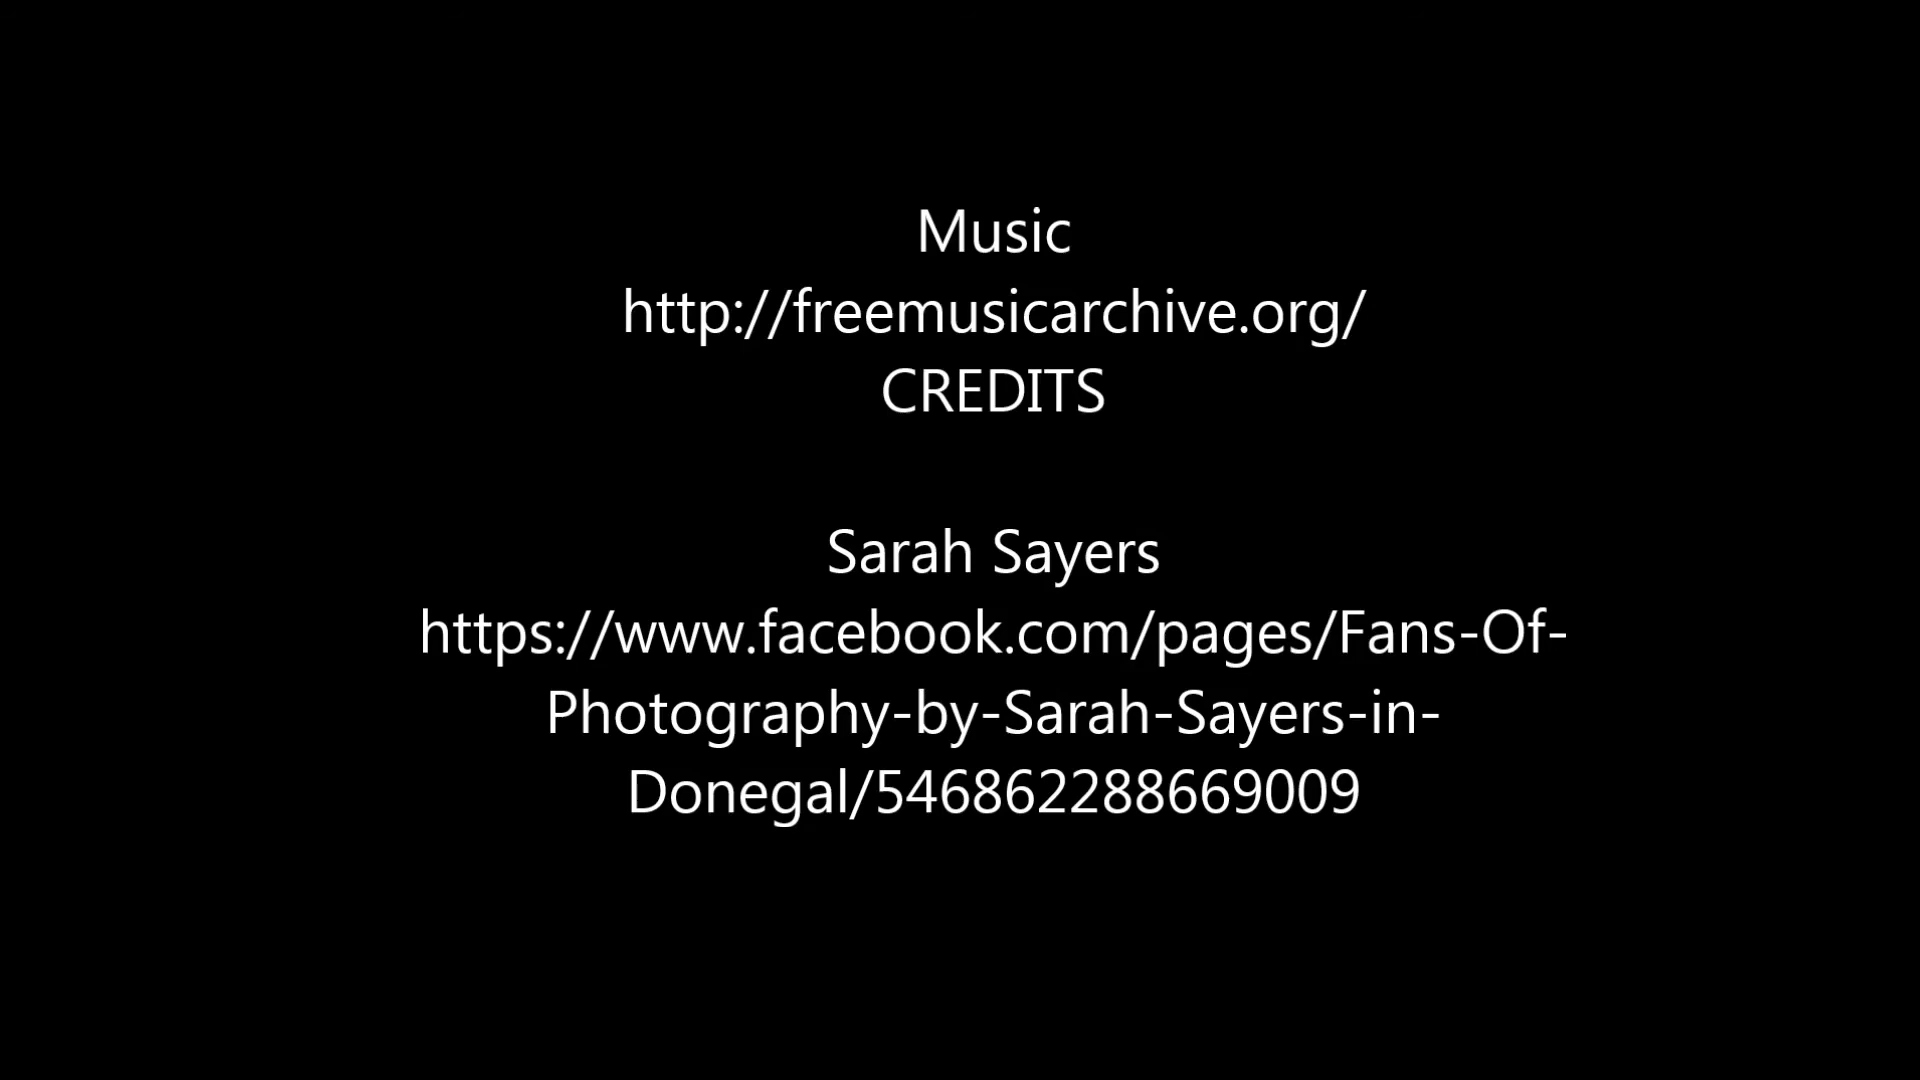 Music
http://freemusicarchive.org/
CREDITS
Sarah Sayers
https://www.facebook.com/pages/Fans-Of-
Photography-by-Sarah-Sayers-in-
Donegal/546862288669009